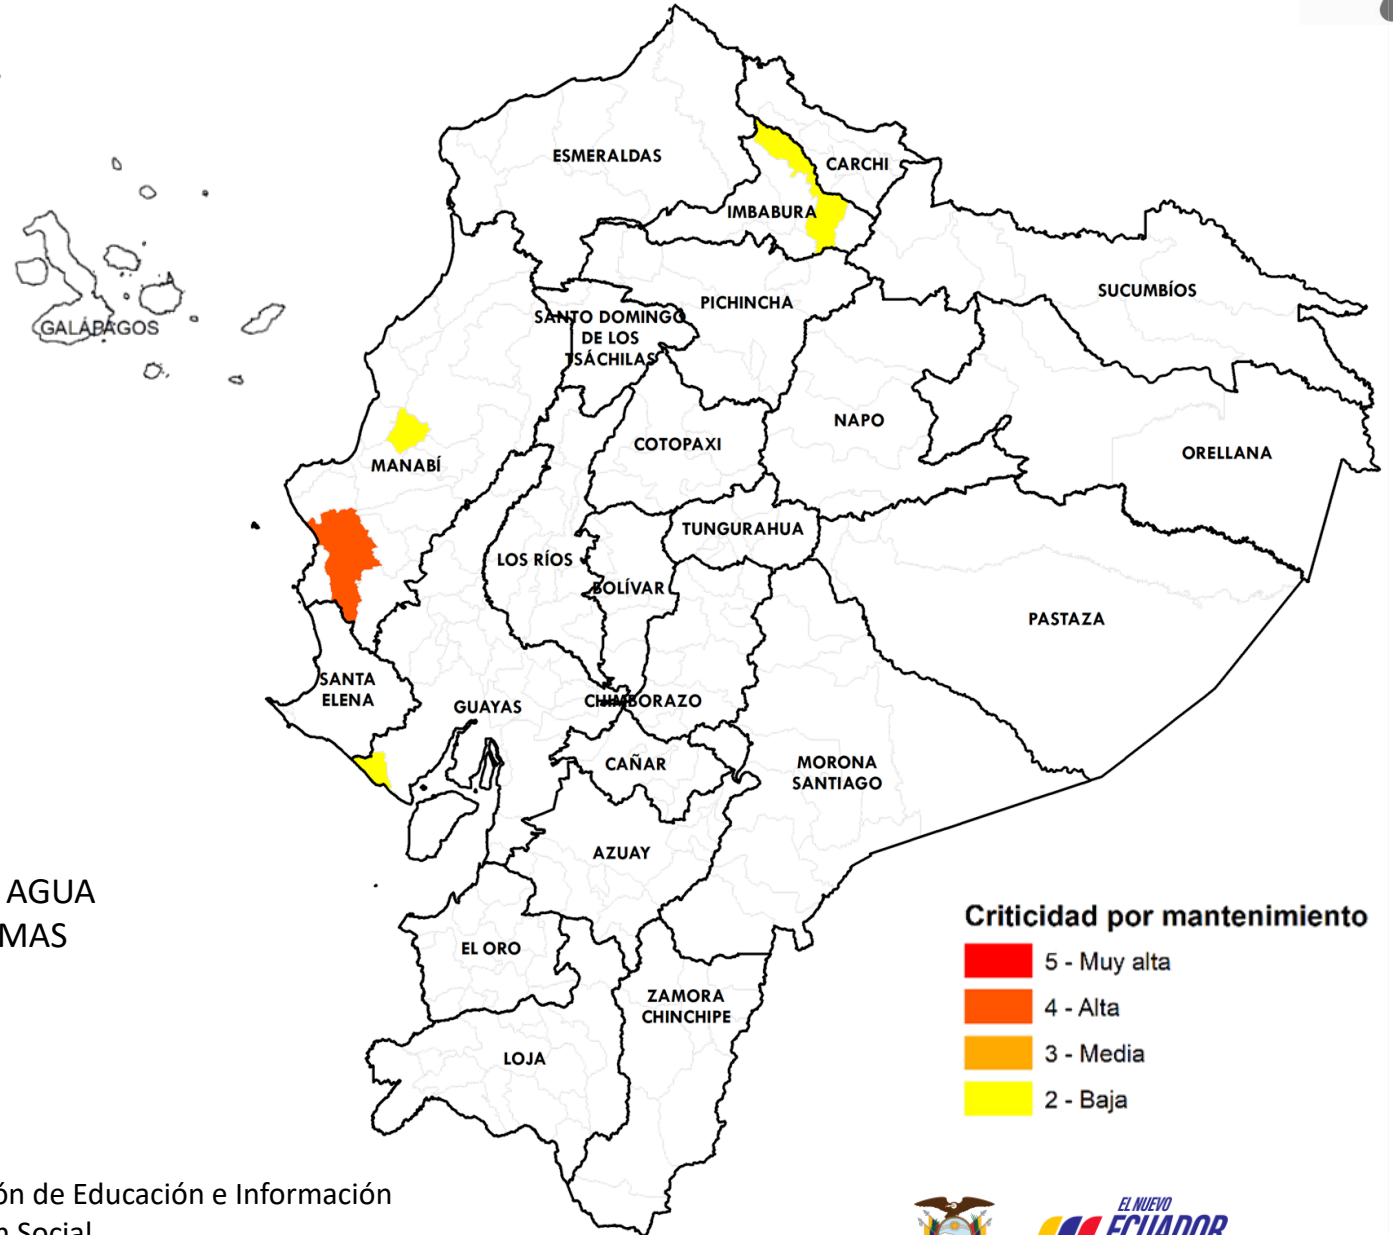 ESMERALDAS
CARCHI
IMBABURA
SUCUMBÍOS
PICHINCHA
SANTO DOMINGO
DE LOS
TSÁCHILAS
GALÁPAGOS
NAPO
COTOPAXI
ORELLANA
MANABÍ
TUNGURAHUA
LOS RÍOS
BOLÍVAR
PASTAZA
SANTA
ELENA
GUAYAS
CHIMBORAZO
CAÑAR
MORONA
SANTIAGO
AZUAY
AGUA
MAS
EL ORO
ZAMORA
CHINCHIPE
LOJA
Criticidad por mantenimiento
5 - Muy alta
4 - Alta
3 - Media
2 - Baja
ón de Educación e Información
n Social
EL NUEVO
ECUADOR